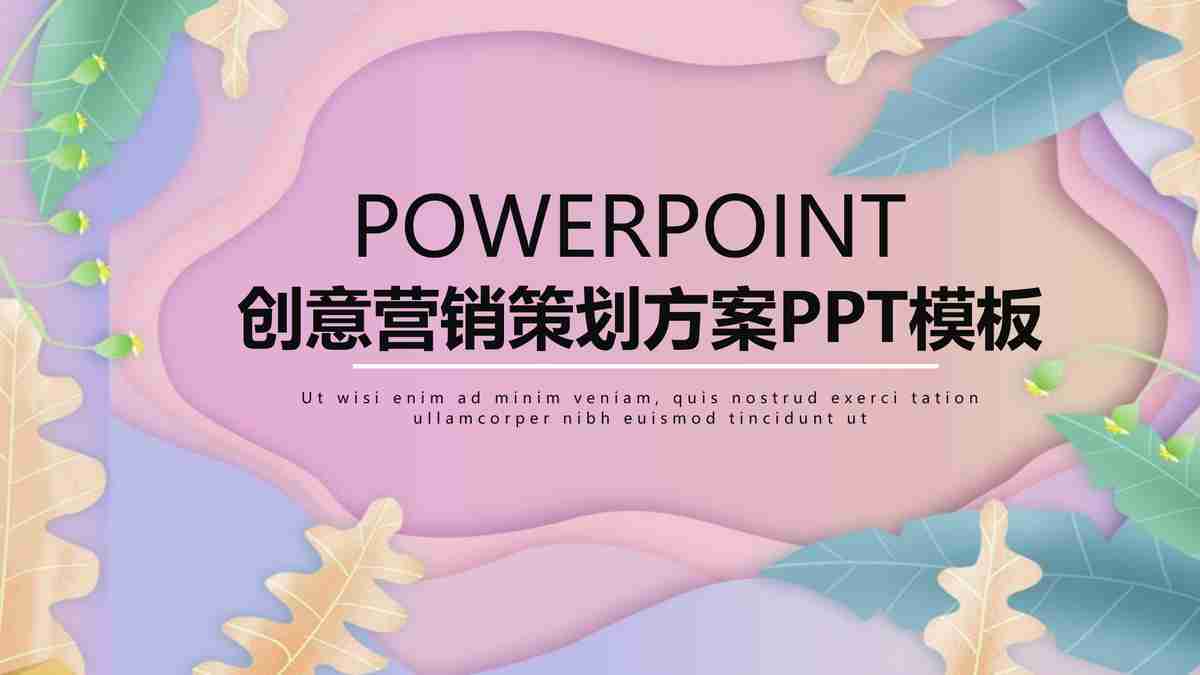 POWERPOINT
创意营销策划方案PPT模板
Ut wisi enim ad minim veniam, quis nostrud exerci tation
ullamcorper nibh euismod tincidunt ut